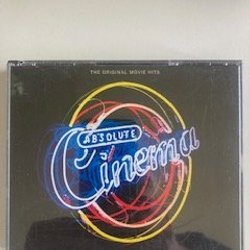 THE ORIGINAL MOVIE HITS
ABSOLUTE
Cinema